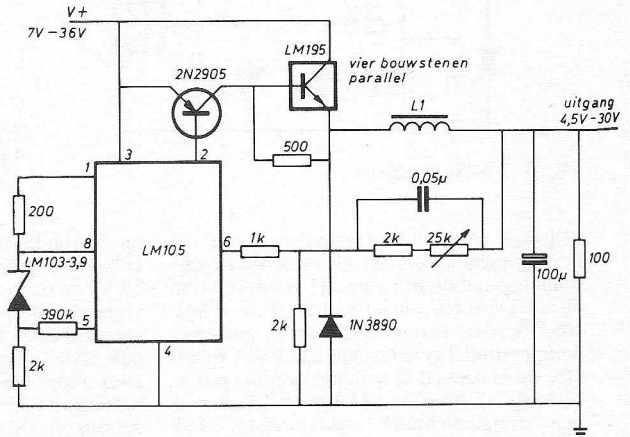 V+
7V-36V
LM195
vier bouwstenen
parallel
2N2905
L1
uitgang
4,5V-30V
3
2
500
1
200
0,05µ
8
LM105
6
1k
2k
25k
LM103-3,9
100µ
100
390k
5
2k
1N3890
2k
4